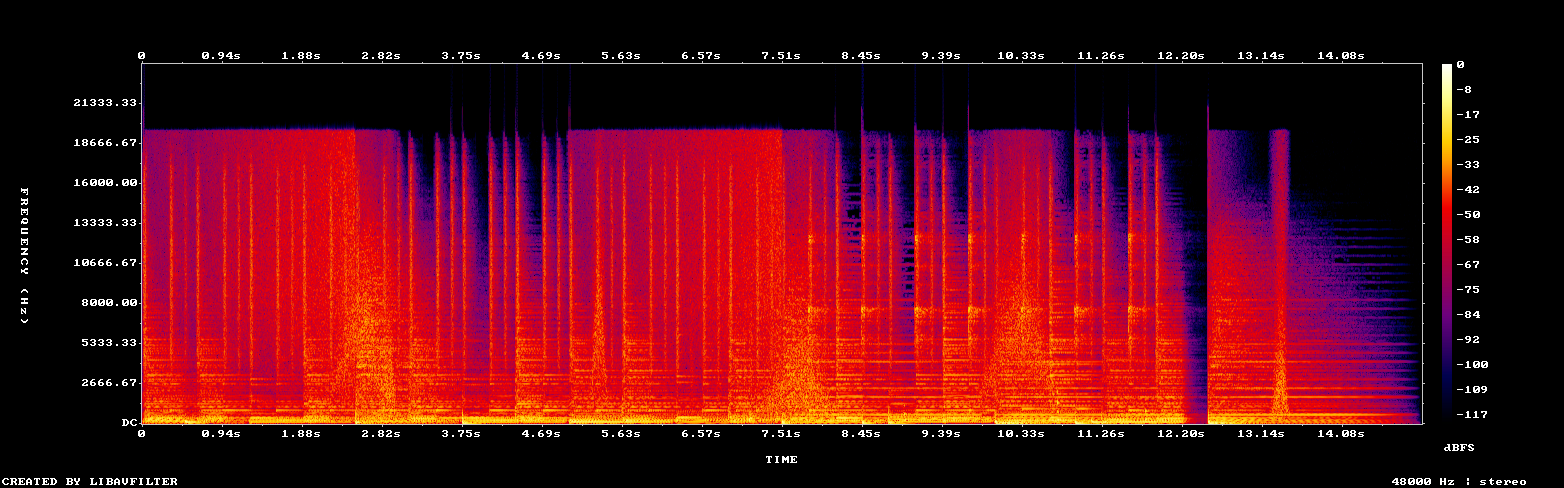 0 0.94s 1.88s 2.82s 3.75s 4.69s 5.63s 6.57s 7.51s 8.45s 9.39s 10.33s 11.26s 12.20s 13.14s 14.08s
21333.33
18666.67
16000.00
13333.33
10666.67
8000.00
5333.33
2666.67
DC
FREQUENCY (Hz)
0
-8
-17
-25
-33
-42
-50
-58
-67
-75
-84
-92
-100
-109
-117
dBFS
0 0.94s 1.88s 2.82s 3.75s 4.69s 5.63s 6.57s 7.51s 8.45s 9.39s 10.33s 11.26s 12.20s 13.14s 14.08s
TIME
CREATED BY LIBAVFILTER
48000 Hz | stereo